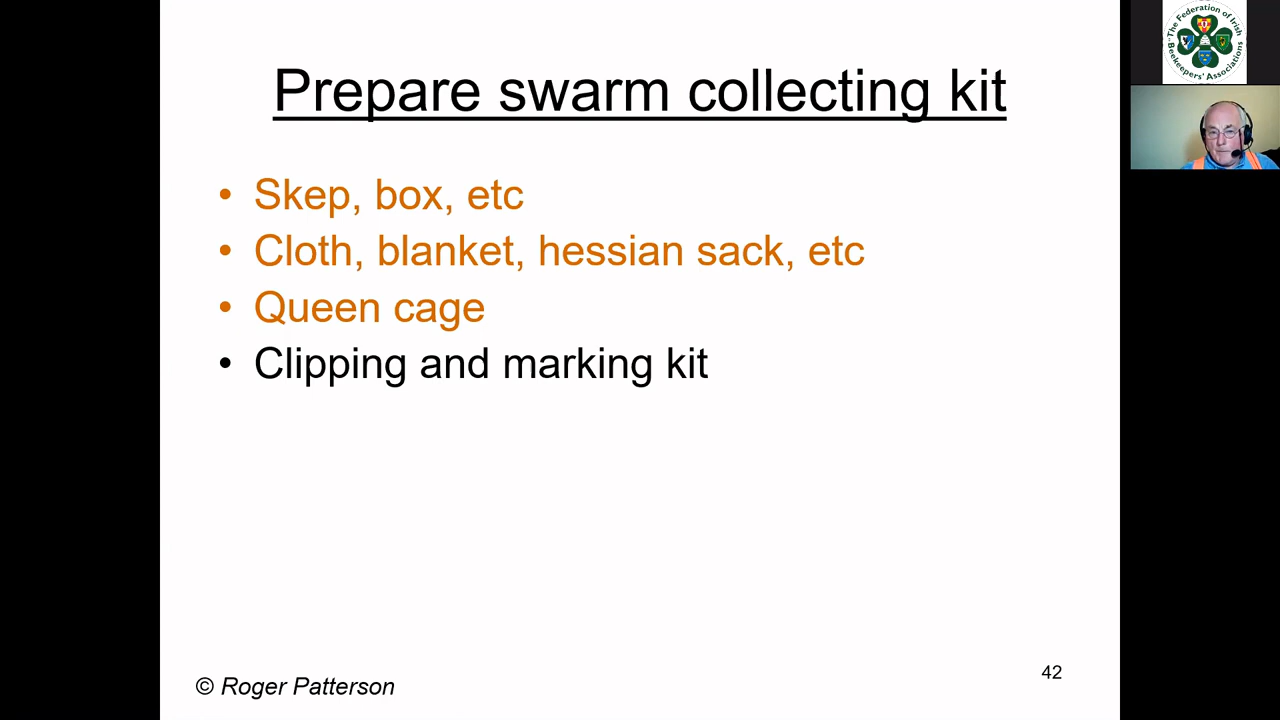 Prepare swarm collecting kit
• Skep, box, etc
• Cloth, blanket, hessian sack, etc
• Queen cage
• Clipping and marking kit
© Roger Patterson
42
The Federation of Irish
Beekeepers' Associations